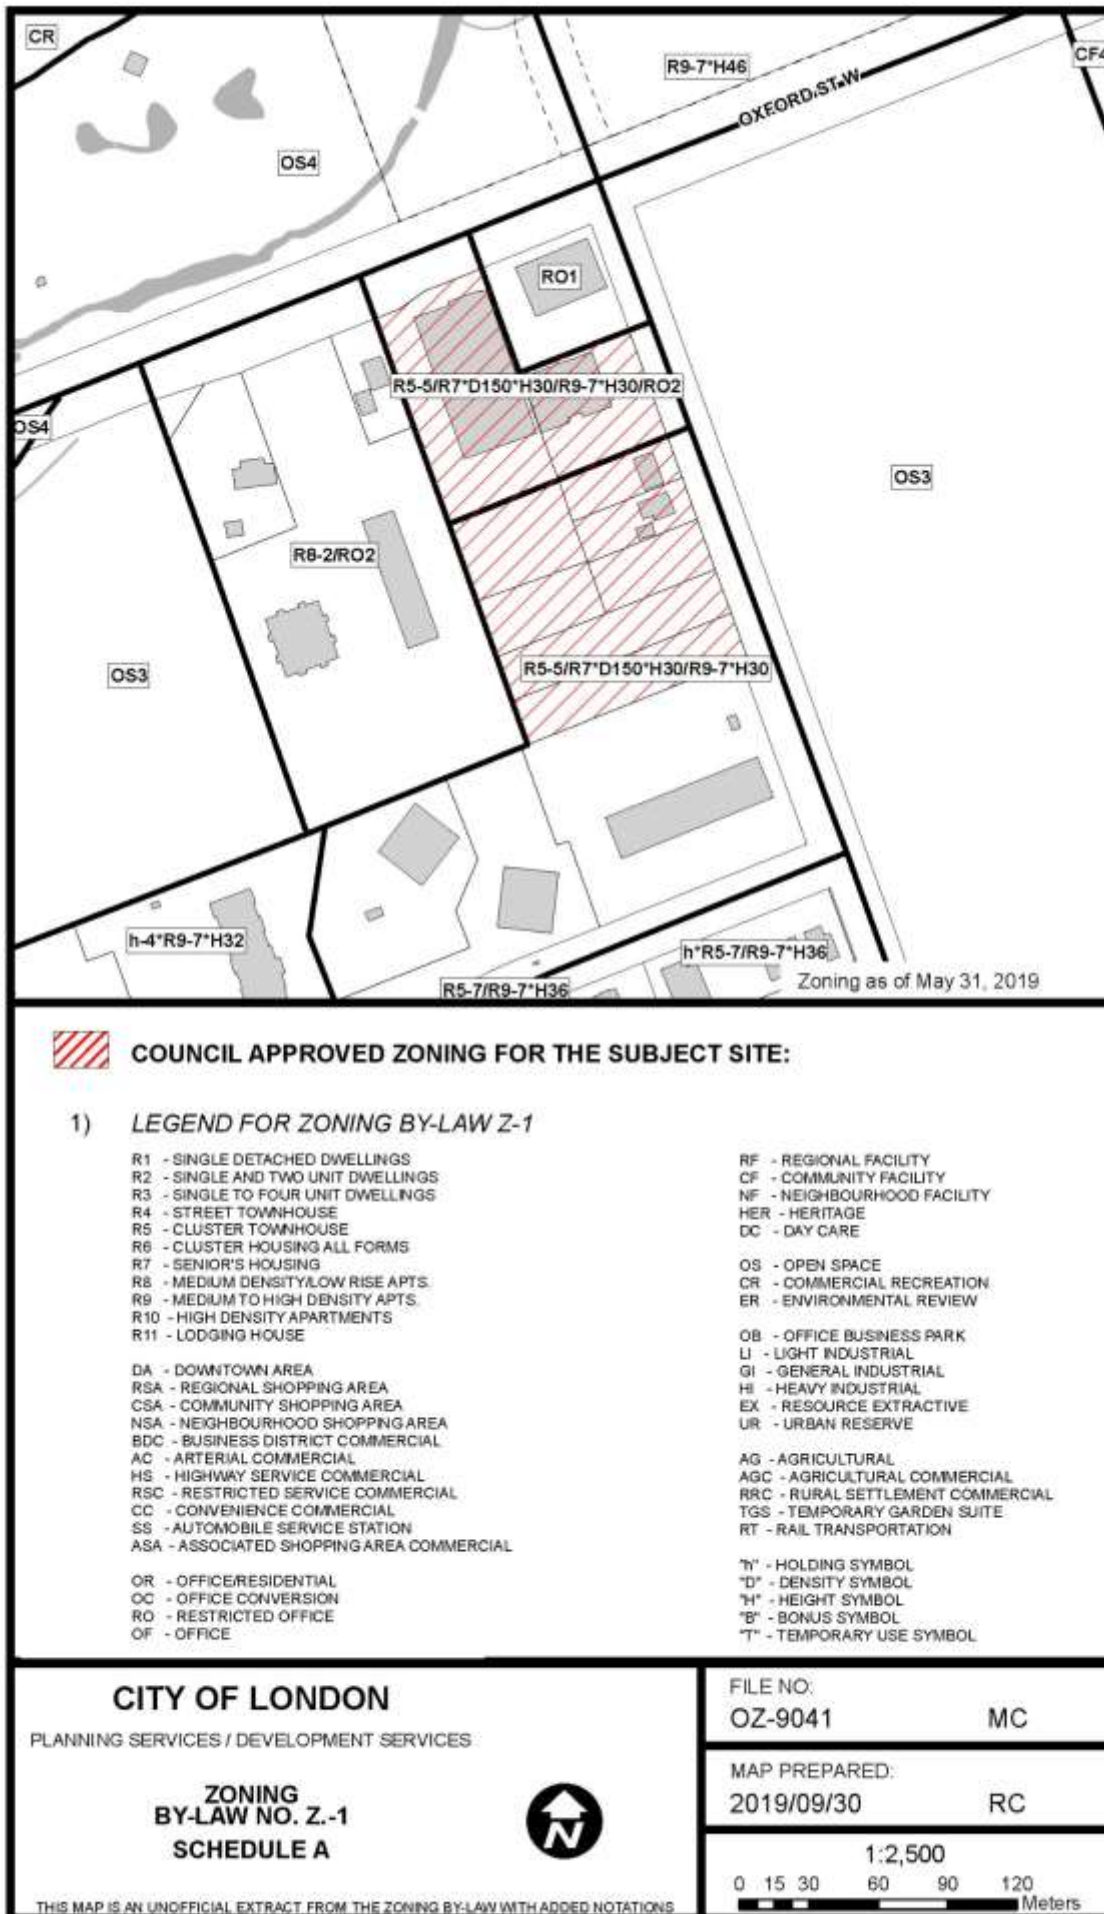 CR
R9-7*H46
CF4
OXFORD ST W
OS4
RO1
R5-5/R7*D150*H30/R9-7*H30/RO2
OS4
OS3
R8-2/RO2
OS3
R5-5/R7*D150*H30/R9-7*H30
h-4*R9-7*H32
h*R5-7/R9-7*H36
R5-7/R9-7*H36
Zoning as of May 31, 2019
COUNCIL APPROVED ZONING FOR THE SUBJECT SITE:
1) LEGEND FOR ZONING BY-LAW Z-1
R1 - SINGLE DETACHED DWELLINGS
R2 - SINGLE AND TWO UNIT DWELLINGS
R3 - SINGLE TO FOUR UNIT DWELLINGS
R4 - STREET TOWNHOUSE
R5 - CLUSTER TOWNHOUSE
R6 - CLUSTER HOUSING ALL FORMS
R7 - SENIOR'S HOUSING
R8 - MEDIUM DENSITY/LOW RISE APTS.
R9 - MEDIUM TO HIGH DENSITY APTS.
R10 - HIGH DENSITY APARTMENTS
R11 - LODGING HOUSE
DA - DOWNTOWN AREA
RSA - REGIONAL SHOPPING AREA
CSA - COMMUNITY SHOPPING AREA
NSA - NEIGHBOURHOOD SHOPPING AREA
BDC - BUSINESS DISTRICT COMMERCIAL
AC - ARTERIAL COMMERCIAL
HS - HIGHWAY SERVICE COMMERCIAL
RSC - RESTRICTED SERVICE COMMERCIAL
CC - CONVENIENCE COMMERCIAL
SS - AUTOMOBILE SERVICE STATION
ASA - ASSOCIATED SHOPPING AREA COMMERCIAL
OR - OFFICE/RESIDENTIAL
OC - OFFICE CONVERSION
RO - RESTRICTED OFFICE
OF - OFFICE
RF - REGIONAL FACILITY
CF - COMMUNITY FACILITY
NF - NEIGHBOURHOOD FACILITY
HER - HERITAGE
DC - DAY CARE
OS - OPEN SPACE
CR - COMMERCIAL RECREATION
ER - ENVIRONMENTAL REVIEW
OB - OFFICE BUSINESS PARK
LI - LIGHT INDUSTRIAL
GI - GENERAL INDUSTRIAL
HI - HEAVY INDUSTRIAL
EX - RESOURCE EXTRACTIVE
UR - URBAN RESERVE
AG - AGRICULTURAL
AGC - AGRICULTURAL COMMERCIAL
RRC - RURAL SETTLEMENT COMMERCIAL
TGS - TEMPORARY GARDEN SUITE
RT - RAIL TRANSPORTATION
"h" - HOLDING SYMBOL
"D" - DENSITY SYMBOL
"H" - HEIGHT SYMBOL
"B" - BONUS SYMBOL
"T" - TEMPORARY USE SYMBOL
CITY OF LONDON
PLANNING SERVICES / DEVELOPMENT SERVICES
ZONING
BY-LAW NO. Z.-1
SCHEDULE A
N
THIS MAP IS AN UNOFFICIAL EXTRACT FROM THE ZONING BY-LAW WITH ADDED NOTATIONS
FILE NO:
OZ-9041 MC
MAP PREPARED:
2019/09/30 RC
1:2,500
0 15 30 60 90 120
Meters